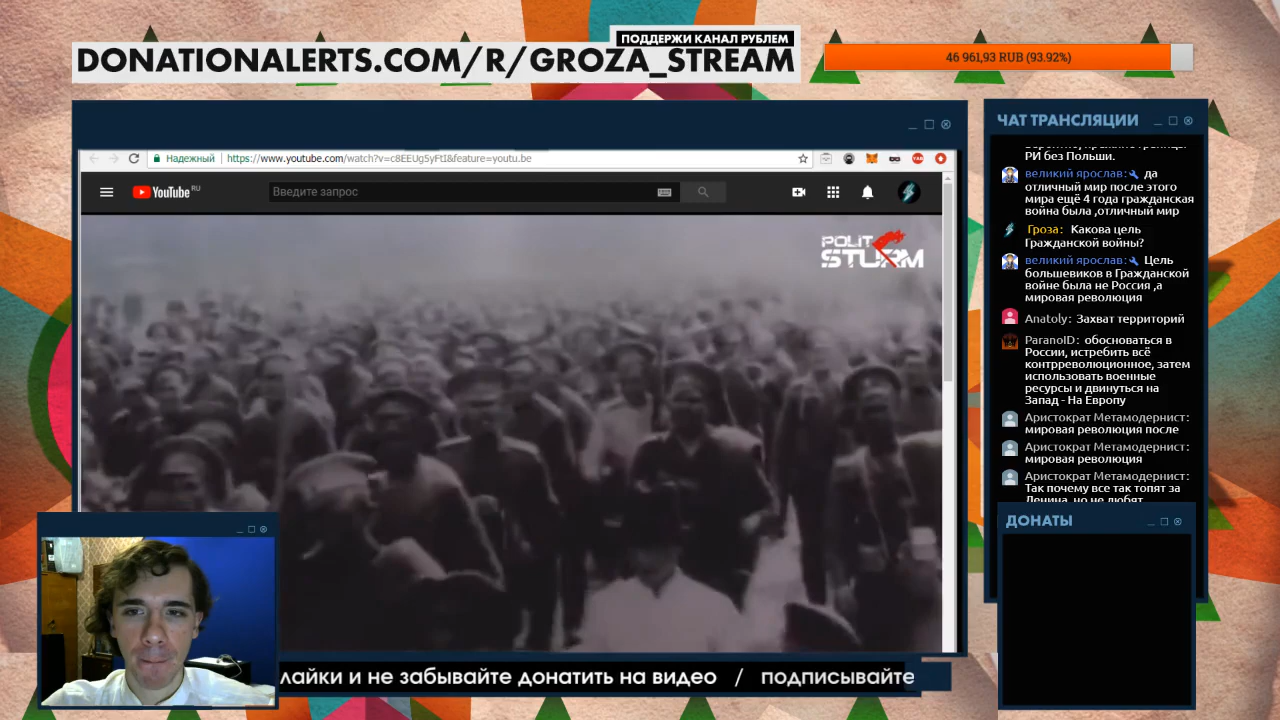 ПОДДЕРЖИ КАНАЛ РУБЛЕМ
DONATIONALERTS.COM/R/GROZA_STREAM
46 961,93 RUB (93.92%)
Надежный https://www.youtube.com/watch?v=c8EEUg5yFtI&feature=youtu.be
YouTube RU
Введите запрос
POLIT
STURM
ЧАТ ТРАНСЛЯЦИИ
РИ без Польши.
великий ярослав: да
отличный мир после этого
мира ещё 4 года гражданская
война была ,отличный мир
Гроза: Какова цель
Гражданской войны?
великий ярослав: Цель
большевиков в Гражданской
войне была не Россия ,а
мировая революция
Anatoly: Захват территорий
ParanoID: обосноваться в
России, истребить всё
контрреволюционное, затем
использовать военные
ресурсы и двинуться на
Запад - На Европу
Аристократ Метамодернист:
мировая революция после
Аристократ Метамодернист:
мировая революция
Аристократ Метамодернист:
Так почему все так топят за
Ленина, но не любят
ДОНАТЫ
лайки и не забывайте донатить на видео / подписывайте